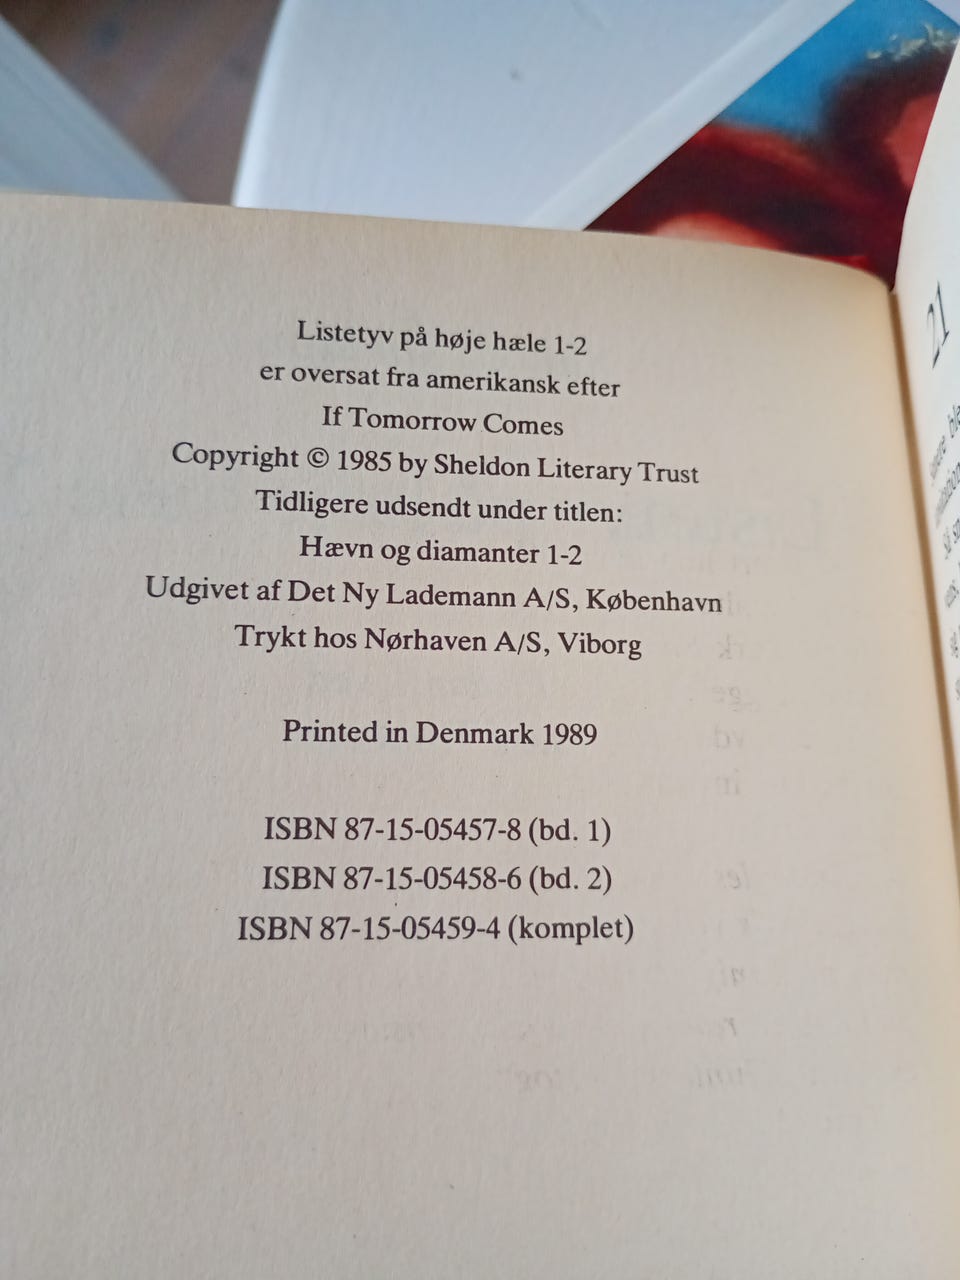 Listetyv på høje hæle 1-2
er oversat fra amerikansk efter
If Tomorrow Comes
Copyright © 1985 by Sheldon Literary Trust
Tidligere udsendt under titlen:
Hævn og diamanter 1-2
Udgivet af Det Ny Lademann A/S, København
Trykt hos Nørhaven A/S, Viborg
Printed in Denmark 1989
ISBN 87-15-05457-8 (bd. 1)
ISBN 87-15-05458-6 (bd. 2)
ISBN 87-15-05459-4 (komplet)
21